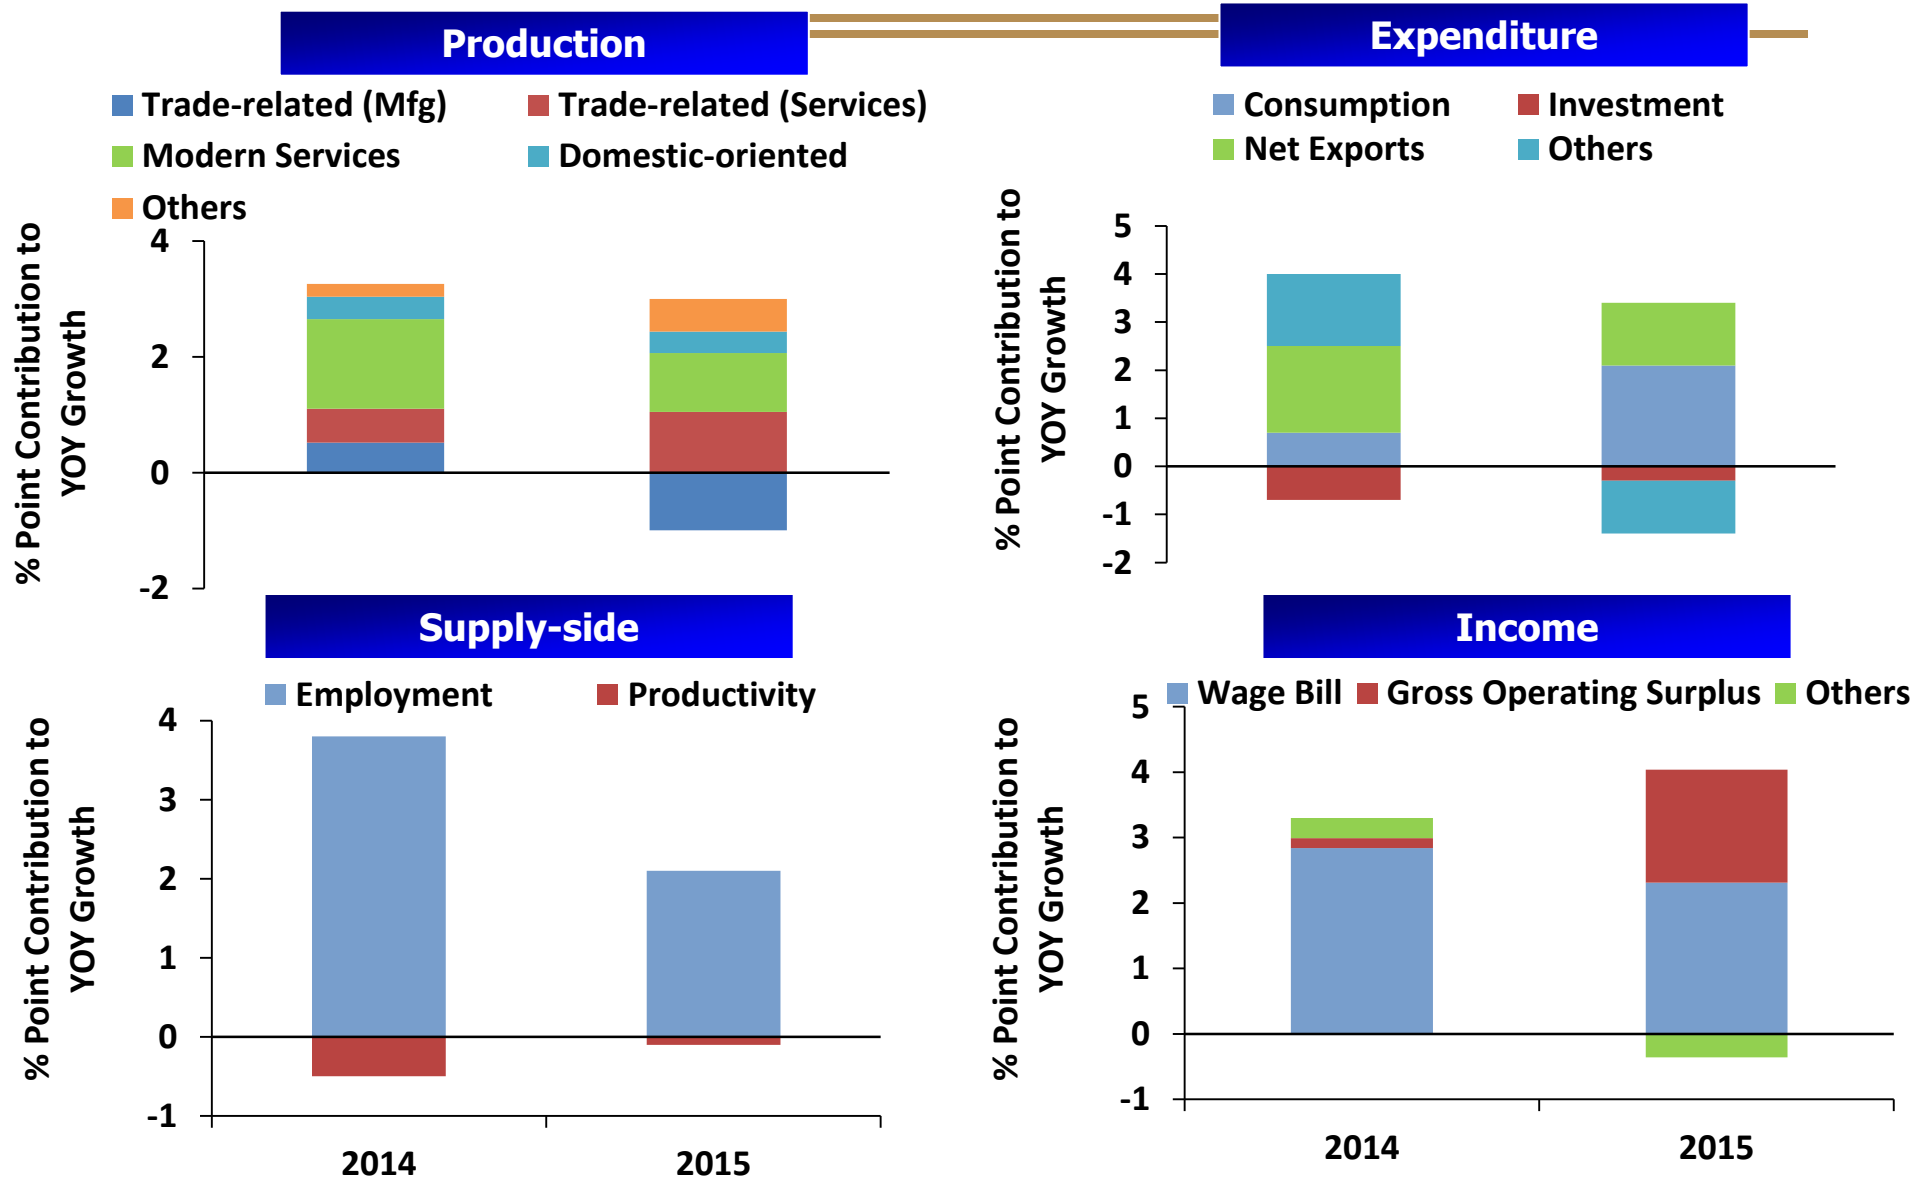 Production
Trade-related (Mfg)
Trade-related (Services)
Modern Services
Domestic-oriented
Others
% Point Contribution to
YOY Growth
4
2
0
-2
Expenditure
Consumption
Investment
Net Exports
Others
% Point Contribution to
YOY Growth
5
4
3
2
1
0
-1
-2
Supply-side
Employment
Productivity
% Point Contribution to
YOY Growth
4
3
2
1
0
-1
2014
2015
Income
Wage Bill
Gross Operating Surplus
Others
% Point Contribution to
YOY Growth
5
4
3
2
1
0
-1
2014
2015